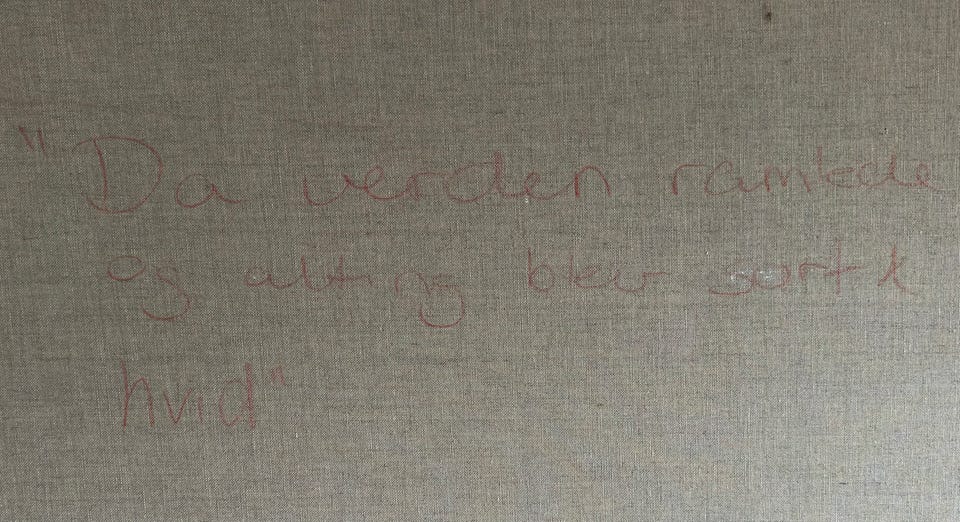 "Da verden ramlede
og alting blev sort &
hvid"